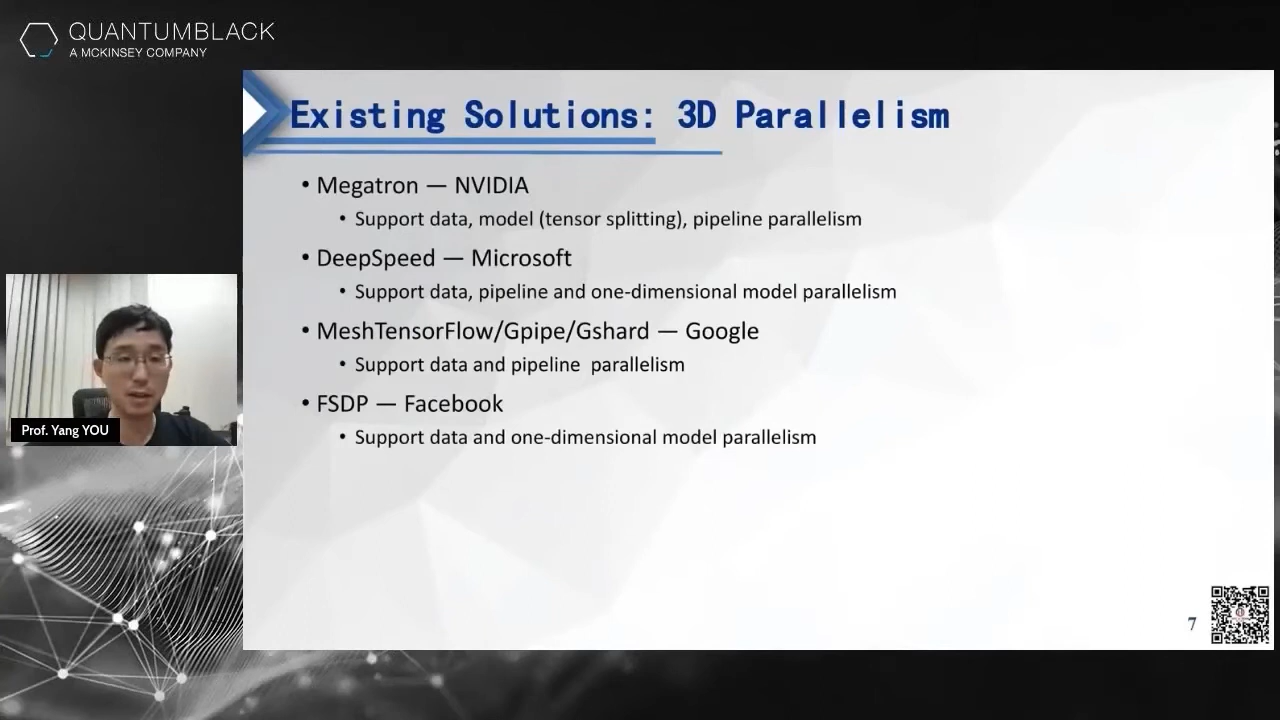 QUANTUMBLACK
A MCKINSEY COMPANY
Existing Solutions: 3D Parallelism
• Megatron — NVIDIA
• Support data, model (tensor splitting), pipeline parallelism
• DeepSpeed — Microsoft
• Support data, pipeline and one-dimensional model parallelism
• MeshTensorFlow/Gpipe/Gshard — Google
• Support data and pipeline  parallelism
• FSDP — Facebook
• Support data and one-dimensional model parallelism
Prof. Yang YOU
7